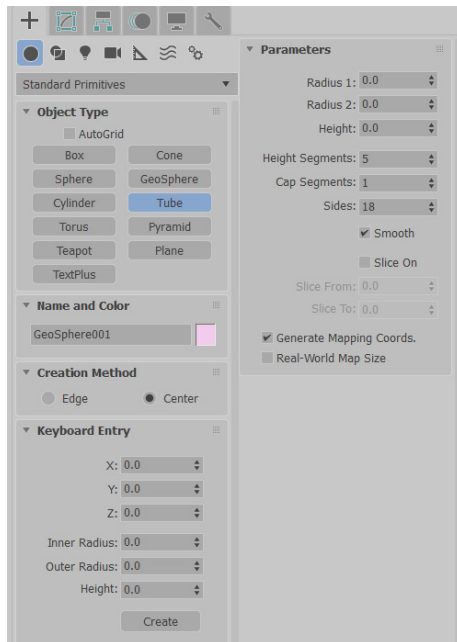 Standard Primitives
Object Type
AutoGrid
Box Cone
Sphere GeoSphere
Cylinder Tube
Torus Pyramid
Teapot Plane
TextPlus
Name and Color
GeoSphere001
Creation Method
Edge Center
Keyboard Entry
X: 0.0
Y: 0.0
Z: 0.0
Inner Radius: 0.0
Outer Radius: 0.0
Height: 0.0
Create
Parameters
Radius 1: 0.0
Radius 2: 0.0
Height: 0.0
Height Segments: 5
Cap Segments: 1
Sides: 18
Smooth
Slice On
Slice From: 0.0
Slice To: 0.0
Generate Mapping Coords.
Real-World Map Size